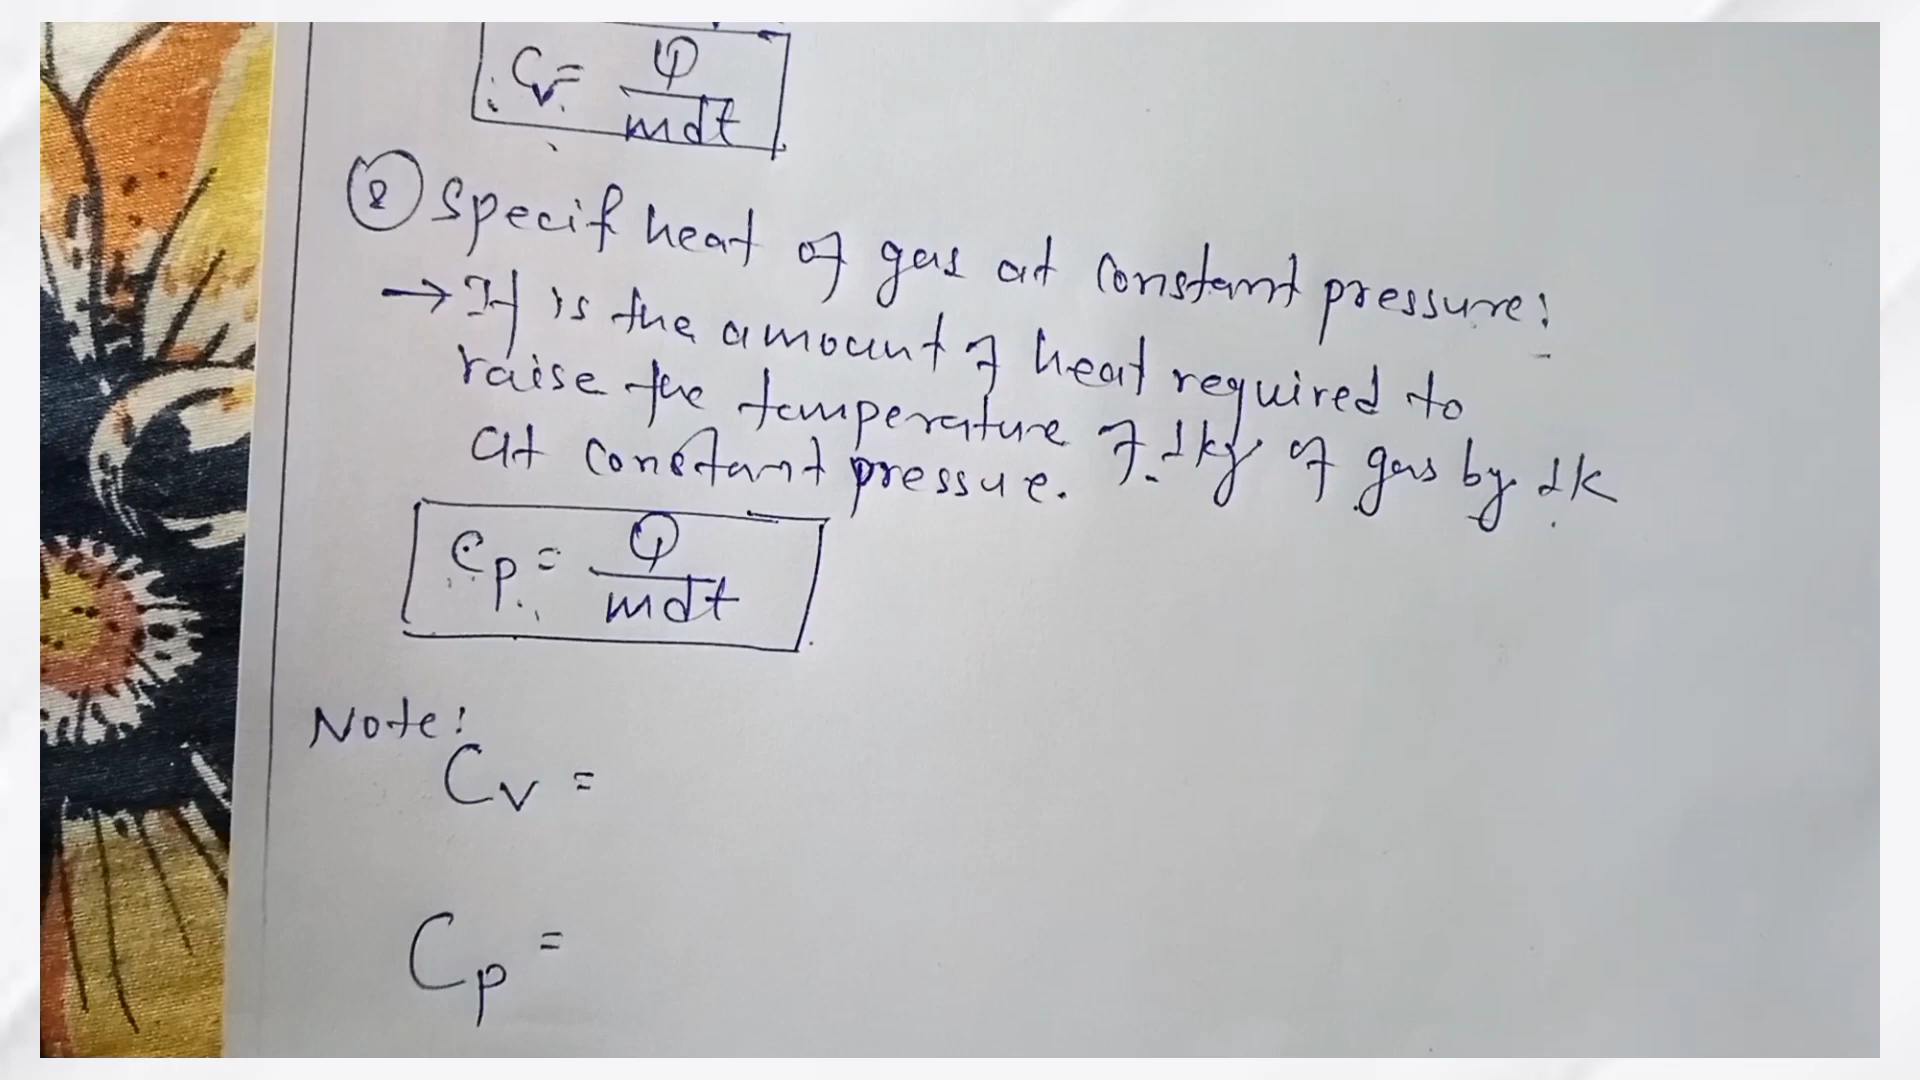 Cv = Q / mdt
② Specif heat of gas at constant pressure:
→ It is the amount of heat required to
raise the temperature of 1kg of gas by 1K
at constant pressue.
Cp = Q / mdt
Note:
Cv =
Cp =